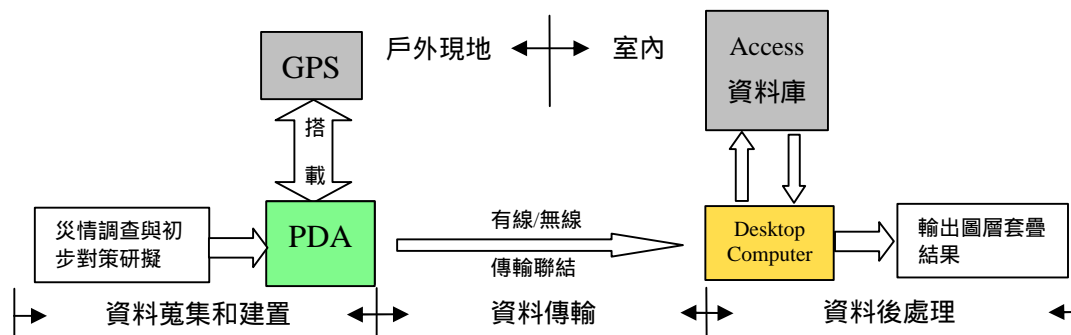 GPS
戶外現地
室內
Access
資料庫
搭
載
災情調查與初
步對策研擬
PDA
有線/無線
傳輸聯結
Desktop
Computer
輸出圖層套疊
結果
資料蒐集和建置
資料傳輸
資料後處理